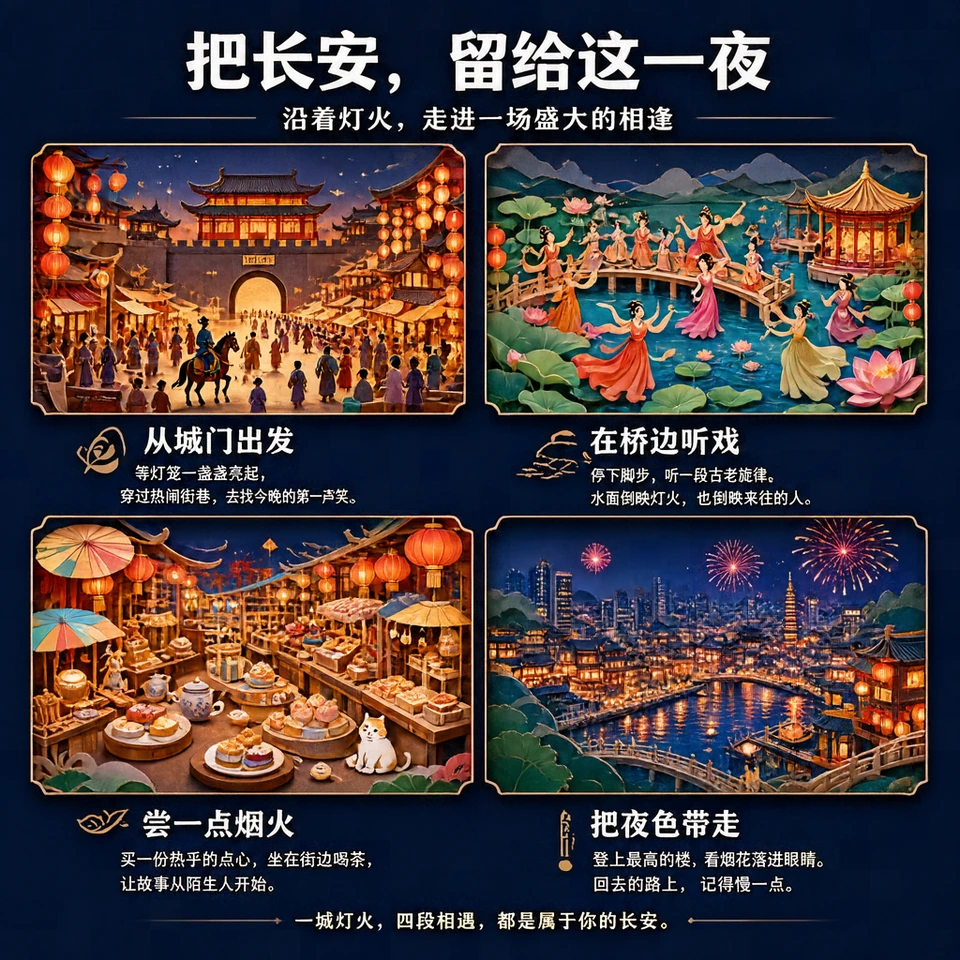 把长安，留给这一夜
沿着灯火，走进一场盛大的相逢
从城门出发
等灯笼一盏盏亮起，
穿过热闹街巷，去找今晚的第一声笑。
在桥边听戏
停下脚步，听一段古老旋律。
水面倒映灯火，也倒映来往的人。
尝一点烟火
买一份热乎的点心，坐在街边喝茶，
让故事从陌生人开始。
把夜色带走
登上最高的楼，看烟花落进眼睛。
回去的路上，记得慢一点。
一城灯火，四段相遇，都是属于你的长安。